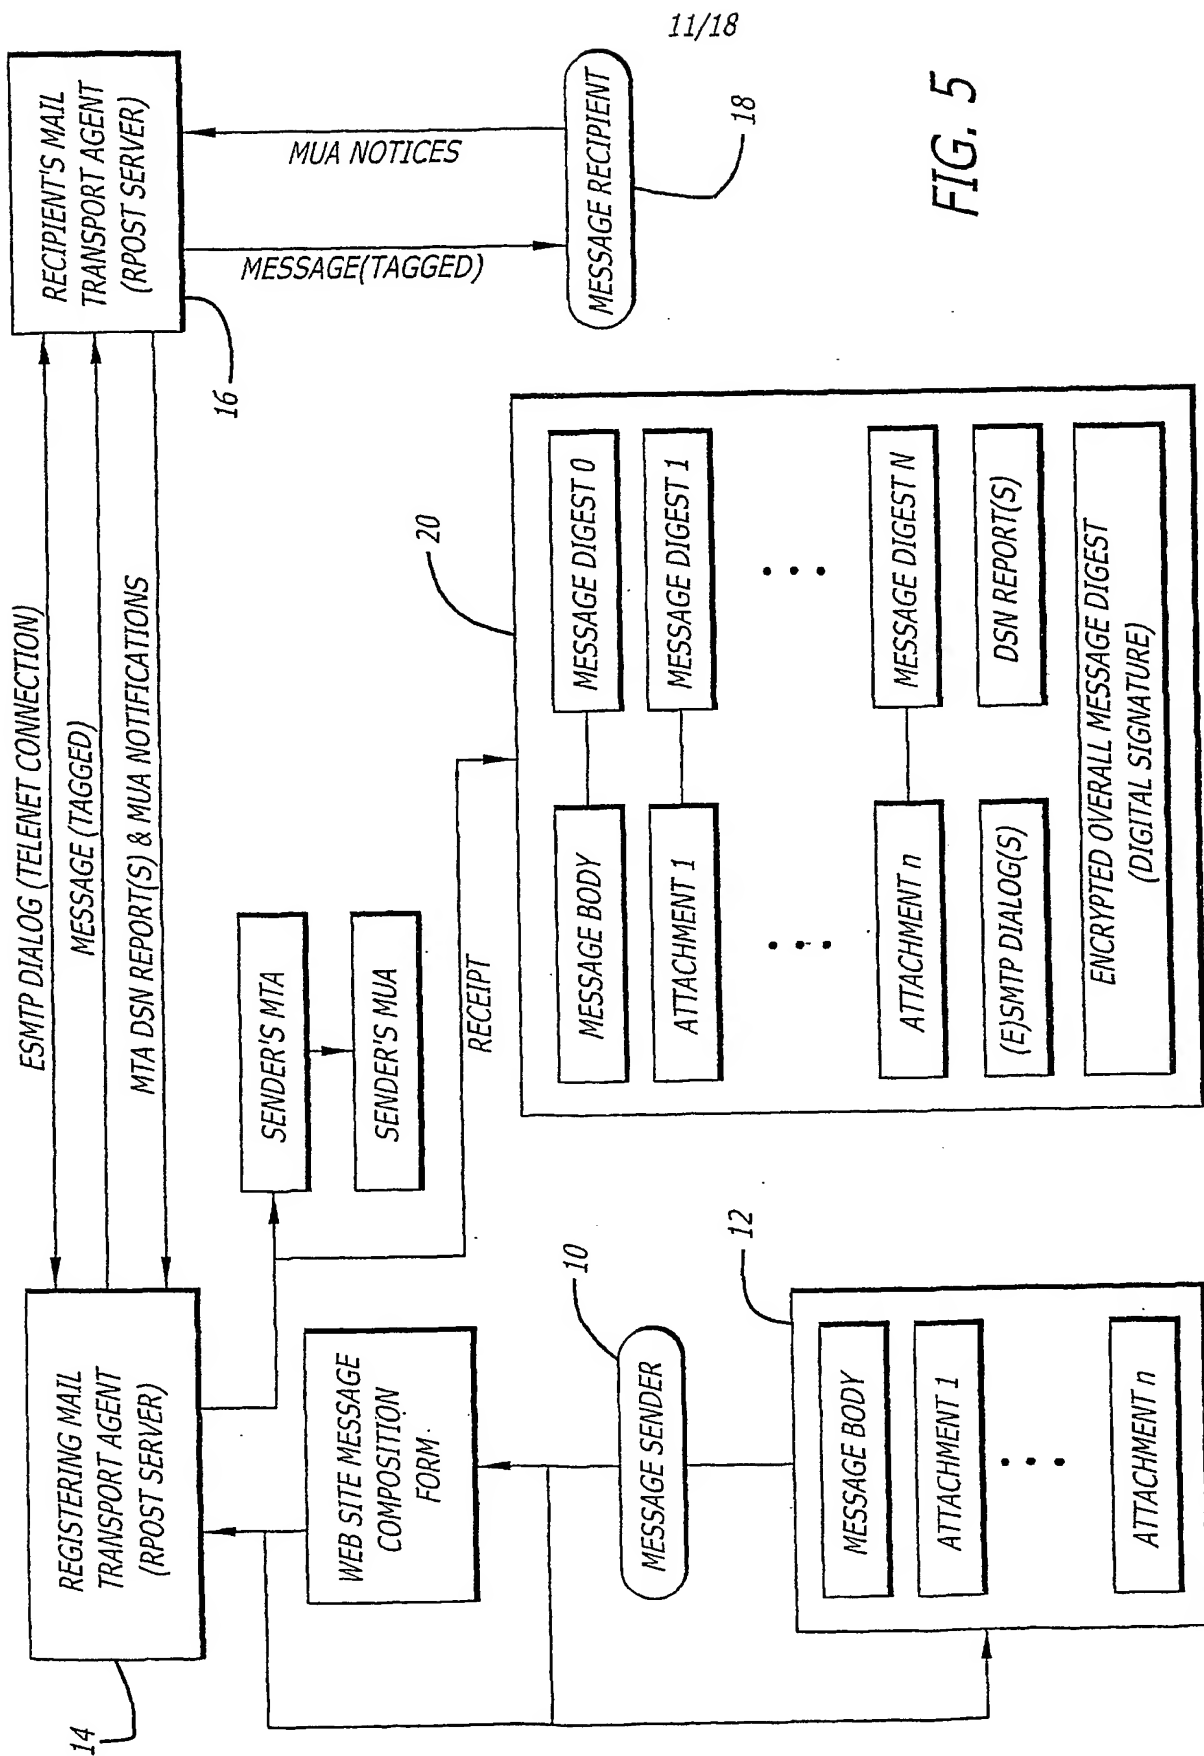 11/18
REGISTERING MAIL
TRANSPORT AGENT
(RPOST SERVER)
14
ESMTP DIALOG (TELENET CONNECTION)
MESSAGE (TAGGED)
MTA DSN REPORT(S) & MUA NOTIFICATIONS
RECIPIENT'S MAIL
TRANSPORT AGENT
(RPOST SERVER)
16
MESSAGE(TAGGED)
MUA NOTICES
MESSAGE RECIPIENT
18
WEB SITE MESSAGE
COMPOSITION
FORM
SENDER'S MTA
SENDER'S MUA
RECEIPT
MESSAGE SENDER
10
12
MESSAGE BODY
ATTACHMENT 1
ATTACHMENT n
20
MESSAGE BODY
MESSAGE DIGEST 0
ATTACHMENT 1
MESSAGE DIGEST 1
ATTACHMENT n
MESSAGE DIGEST N
(E)SMTP DIALOG(S)
DSN REPORT(S)
ENCRYPTED OVERALL MESSAGE DIGEST
(DIGITAL SIGNATURE)
FIG. 5